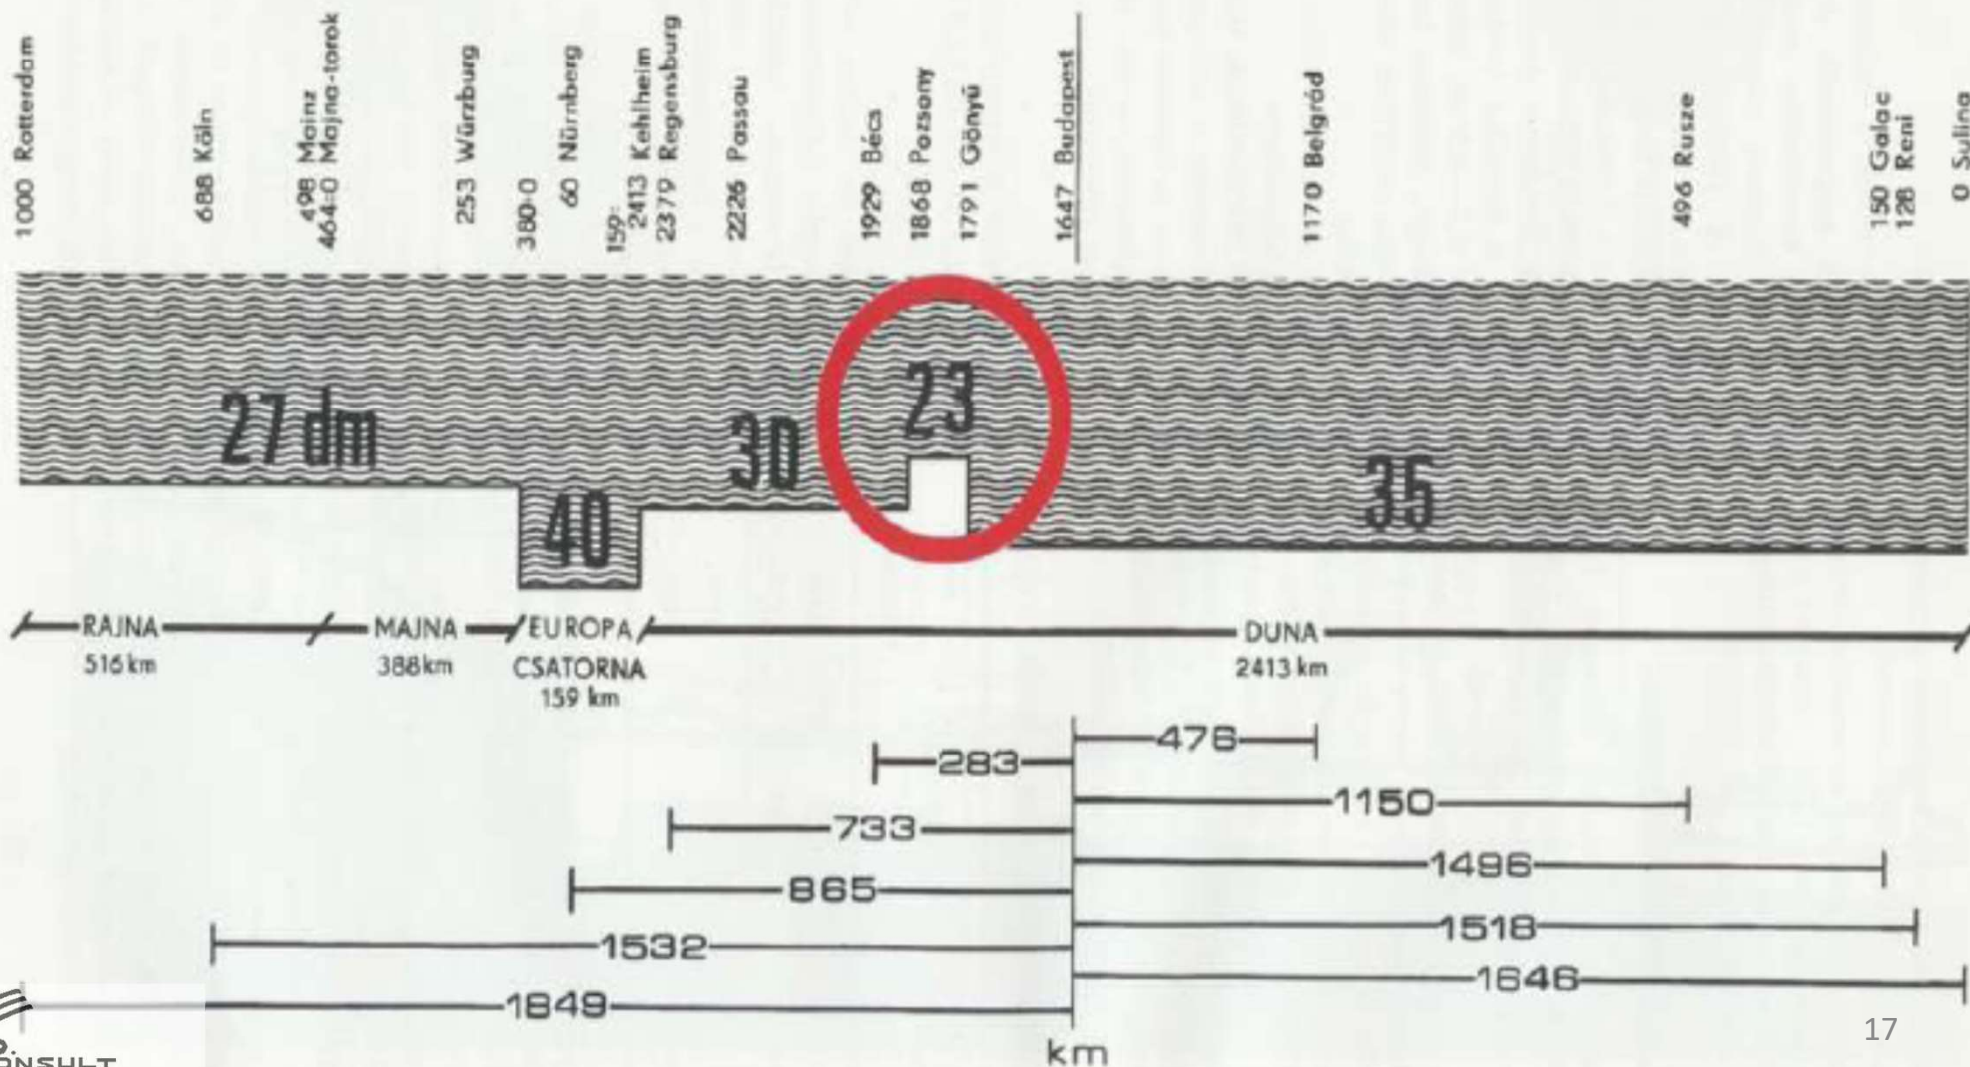 1000 Rotterdam
688 Köln
498 Mainz
464=0 Majna-torok
253 Würzburg
380=0
60 Nürnberg
159=
2413 Kehlheim
2379 Regensburg
2226 Passau
1929 Bécs
1868 Pozsony
1791 Gönyű
1647 Budapest
1170 Belgrád
496 Rusze
150 Galac
128 Reni
0 Sulina
27 dm
40
30
23
35
RAJNA
516 km
MAJNA
388 km
EUROPA
CSATORNA
159 km
DUNA
2413 km
283
476
733
1150
865
1496
1532
1518
1849
1646
km
17